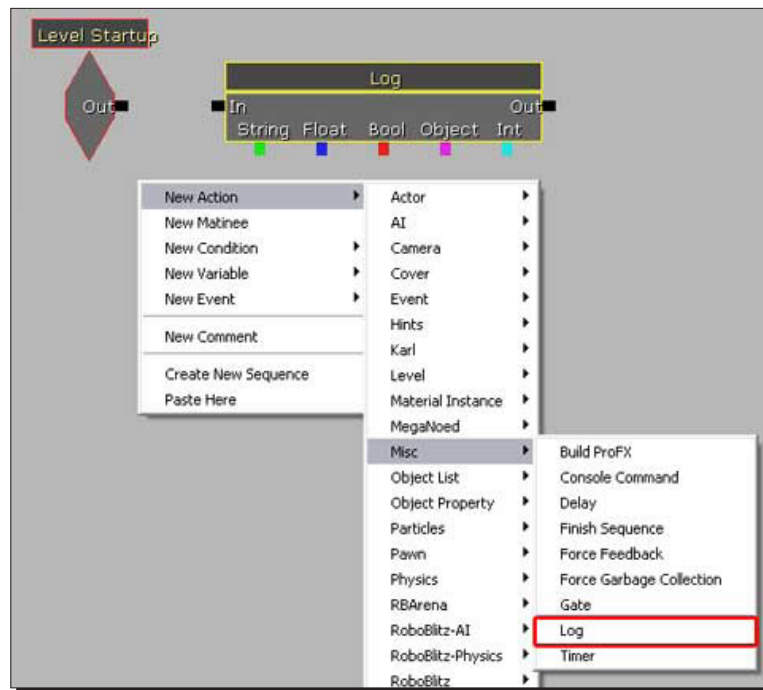 Level Startup
Out
Log
In
Out
String Float Bool Object Int
New Action
New Matinee
New Condition
New Variable
New Event
New Comment
Create New Sequence
Paste Here
Actor
AI
Camera
Cover
Event
Hints
Karl
Level
Material Instance
MegaNoed
Misc
Object List
Object Property
Particles
Pawn
Physics
RBArena
RoboBlitz-AI
RoboBlitz-Physics
RoboBlitz
Build ProFX
Console Command
Delay
Finish Sequence
Force Feedback
Force Garbage Collection
Gate
Log
Timer